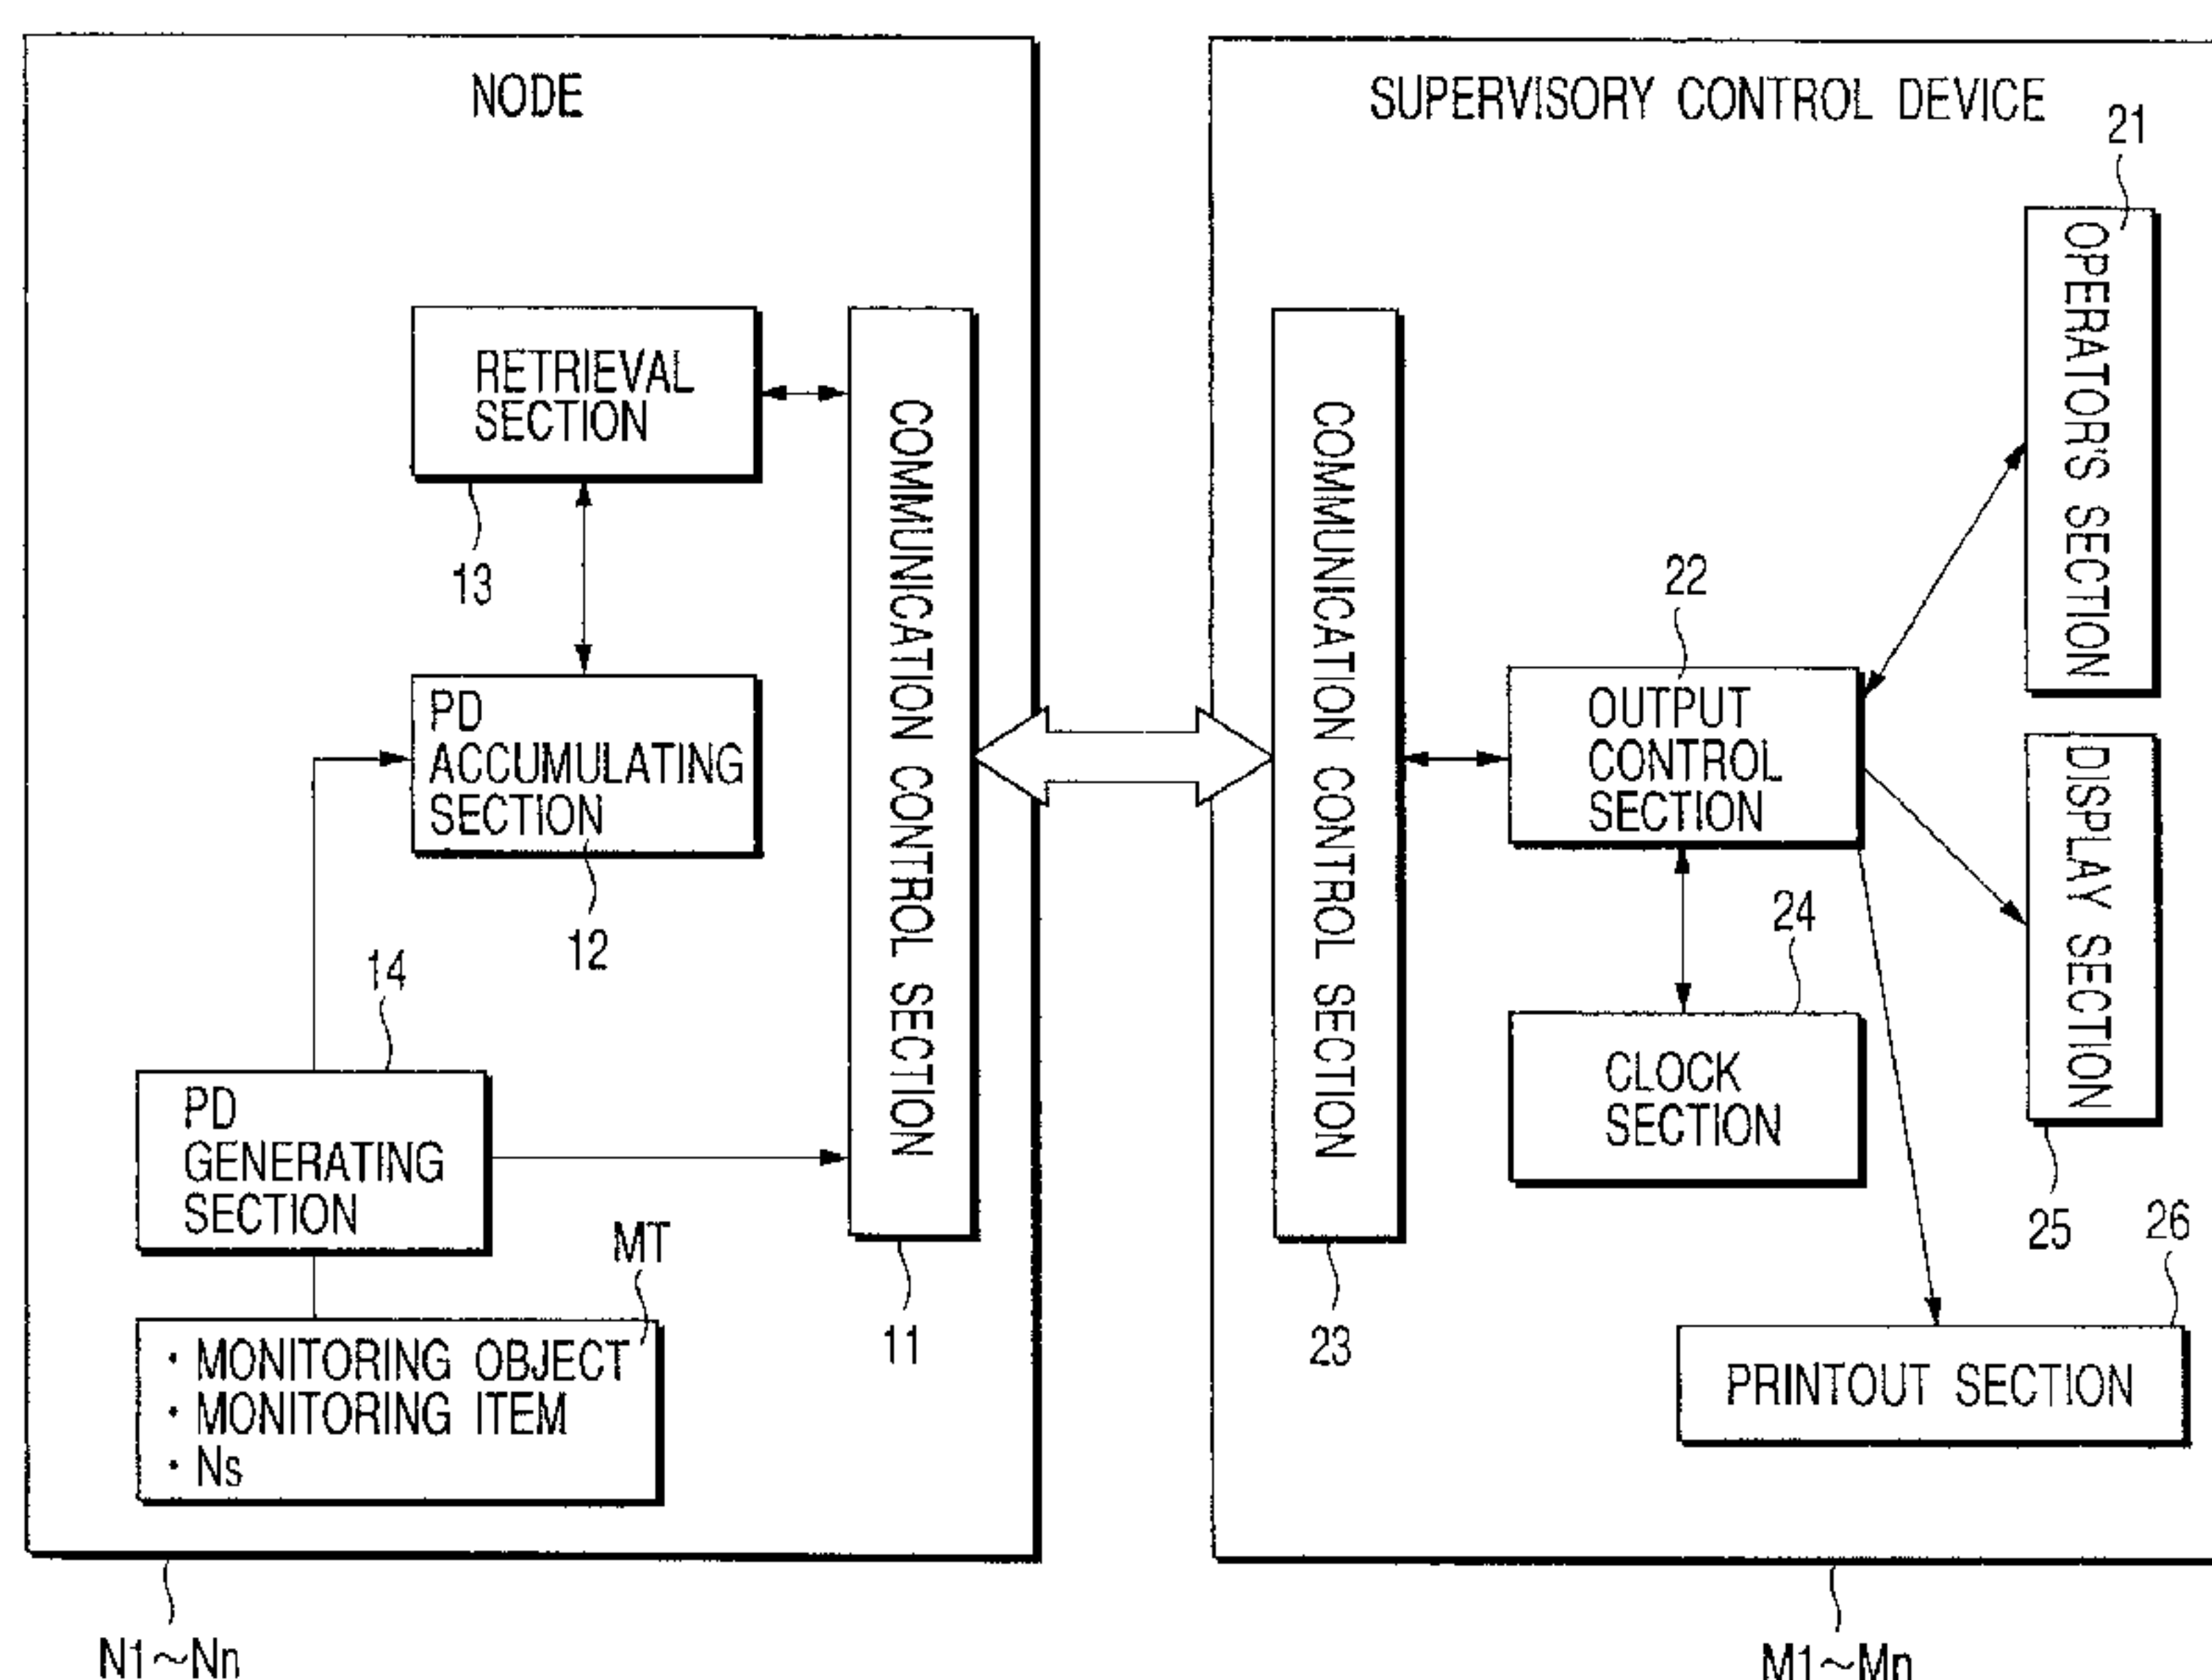 NODE
RETRIEVAL
SECTION
13
PD
ACCUMULATING
SECTION
12
14
PD
GENERATING
SECTION
MT
• MONITORING OBJECT
• MONITORING ITEM
• Ns
COMMUNICATION CONTROL SECTION
11
N1~Nn
SUPERVISORY CONTROL DEVICE
21
OPERATORS SECTION
COMMUNICATION CONTROL SECTION
23
22
OUTPUT
CONTROL
SECTION
24
CLOCK
SECTION
DISPLAY SECTION
25
26
PRINTOUT SECTION
M1~Mn